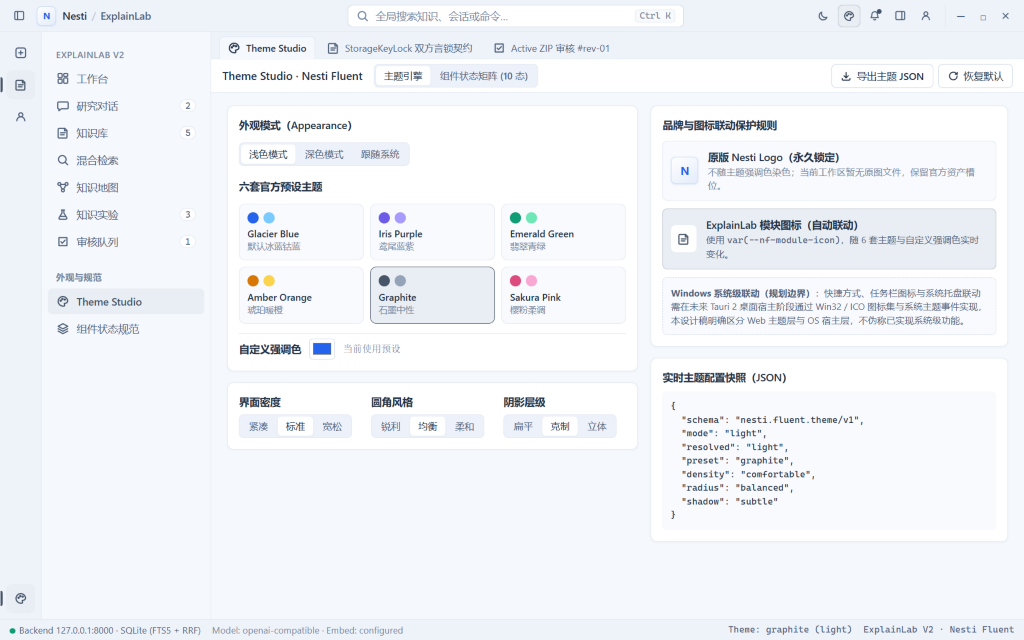 N Nesti / ExplainLab
全局搜索知识、会话或命令... Ctrl K
EXPLAINLAB V2
工作台
研究对话 2
知识库 5
混合检索
知识地图
知识实验 3
审核队列 1
外观与规范
Theme Studio
组件状态规范
Theme Studio
StorageKeyLock 双方言锁契约
Active ZIP 审核 #rev-01
Theme Studio · Nesti Fluent
主题引擎 组件状态矩阵 (10 态)
导出主题 JSON
恢复默认
外观模式（Appearance）
浅色模式 深色模式 跟随系统
六套官方预设主题
Glacier Blue
默认冰蓝钴蓝
Iris Purple
鸢尾蓝紫
Emerald Green
翡翠青绿
Amber Orange
琥珀暖橙
Graphite
石墨中性
Sakura Pink
樱粉柔调
自定义强调色 当前使用预设
界面密度
紧凑 标准 宽松
圆角风格
锐利 均衡 柔和
阴影层级
扁平 克制 立体
品牌与图标联动保护规则
N
原版 Nesti Logo（永久锁定）
不随主题强调色染色；当前工作区暂无原图文件，保留官方资产槽
位。
ExplainLab 模块图标（自动联动）
使用 var(--nf-module-icon)，随 6 套主题与自定义强调色实时
变化。
Windows 系统级联动（规划边界）：快捷方式、任务栏图标与系统托盘联动
需在未来 Tauri 2 桌面宿主阶段通过 Win32 / ICO 图标集与系统主题事件实现，
本设计稿明确区分 Web 主题层与 OS 宿主层，不伪称已实现系统级功能。
实时主题配置快照（JSON）
{
"schema": "nesti.fluent.theme/v1",
"mode": "light",
"resolved": "light",
"preset": "graphite",
"density": "comfortable",
"radius": "balanced",
"shadow": "subtle"
}
Backend 127.0.0.1:8000 · SQLite (FTS5 + RRF) Model: openai-compatible · Embed: configured
Theme: graphite (light) ExplainLab V2 · Nesti Fluent